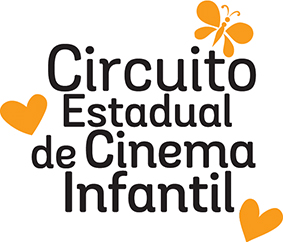 Circuito
Estadual
de Cinema
Infantil